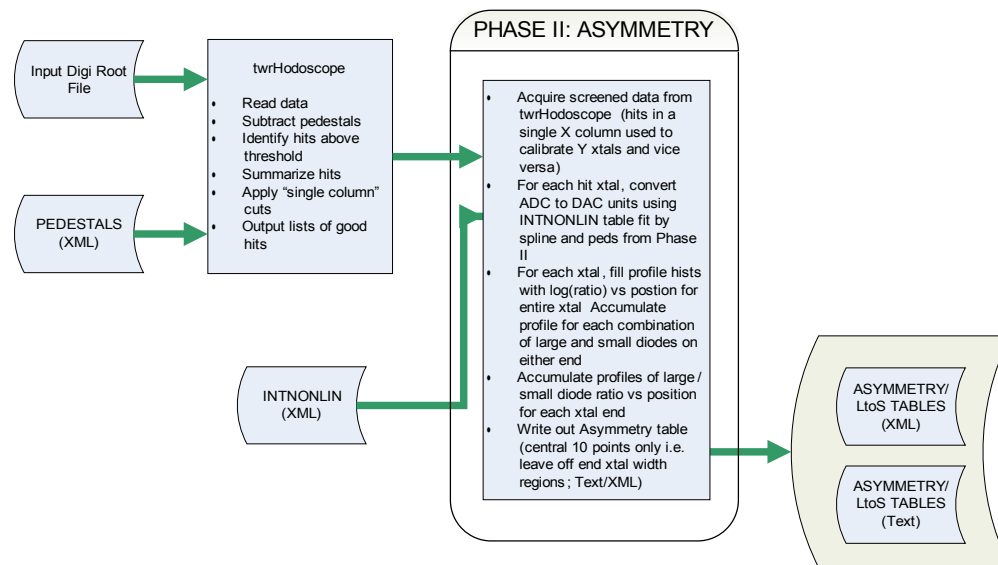 PHASE II: ASYMMETRY
Input Digi Root
File
PEDESTALS
(XML)
twrHodoscope
• Read data
• Subtract pedestals
• Identify hits above
threshold
• Summarize hits
• Apply “single column”
cuts
• Output lists of good
hits
INTNONLIN
(XML)
• Acquire screened data from
twrHodoscope (hits in a
single X column used to
calibrate Y xtals and vice
versa)
• For each hit xtal, convert
ADC to DAC units using
INTNONLIN table fit by
spline and peds from Phase
II
• For each xtal, fill profile hists
with log(ratio) vs postion for
entire xtal Accumulate
profile for each combination
of large and small diodes on
either end
• Accumulate profiles of large /
small diode ratio vs position
for each xtal end
• Write out Asymmetry table
(central 10 points only i.e.
leave off end xtal width
regions; Text/XML)
ASYMMETRY/
LtoS TABLES
(XML)
ASYMMETRY/
LtoS TABLES
(Text)